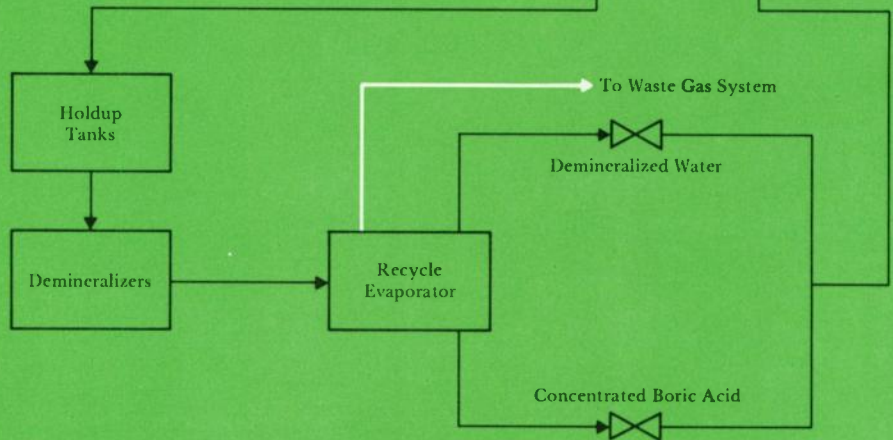 To Waste Gas System
Holdup
Tanks
Demineralized Water
Demineralizers
Recycle
Evaporator
Concentrated Boric Acid